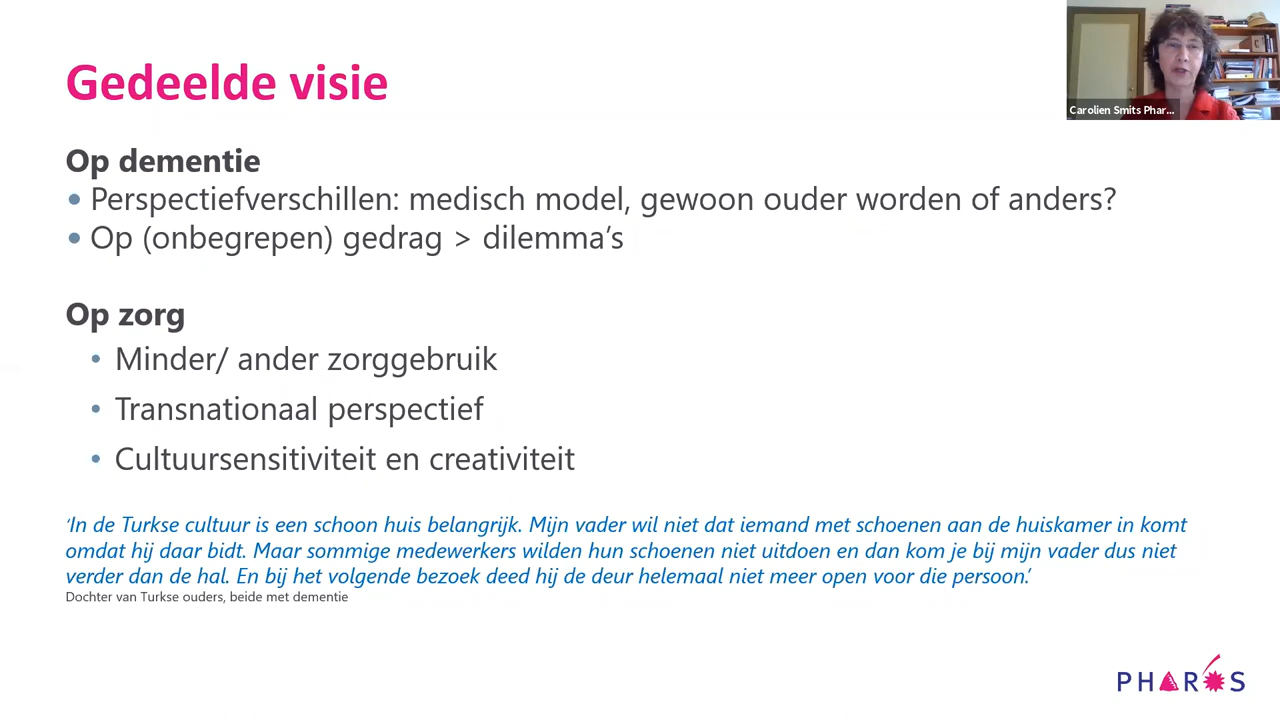 Gedeelde visie
Carolien Smits Phar...
Op dementie
• Perspectiefverschillen: medisch model, gewoon ouder worden of anders?
• Op (onbegrepen) gedrag > dilemma's
Op zorg
• Minder/ ander zorggebruik
• Transnationaal perspectief
• Cultuursensitiviteit en creativiteit
‘In de Turkse cultuur is een schoon huis belangrijk. Mijn vader wil niet dat iemand met schoenen aan de huiskamer in komt
omdat hij daar bidt. Maar sommige medewerkers wilden hun schoenen niet uitdoen en dan kom je bij mijn vader dus niet
verder dan de hal. En bij het volgende bezoek deed hij de deur helemaal niet meer open voor die persoon.’
Dochter van Turkse ouders, beide met dementie
PHAROS